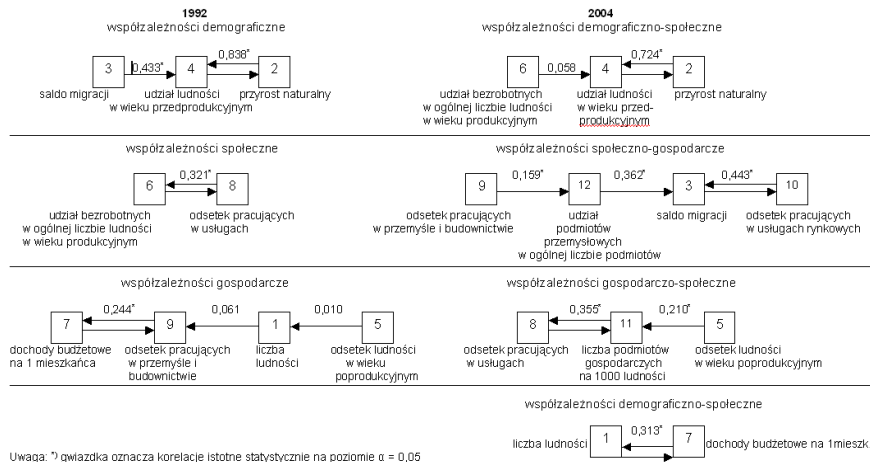 1992
współzależności demograficzne
3 0,433* 4 0,838* 2
saldo migracji
udział ludności
w wieku przedprodukcyjnym
przyrost naturalny
współzależności społeczne
6 0,321* 8
udział bezrobotnych
w ogólnej liczbie ludności
w wieku produkcyjnym
odsetek pracujących
w usługach
współzależności gospodarcze
7 0,244* 9 0,061 1 0,010 5
dochody budżetowe
na 1 mieszkańca
odsetek pracujących
w przemyśle i
budownictwie
liczba
ludności
odsetek ludności
w wieku
poprodukcyjnym
2004
współzależności demograficzno-społeczne
6 0,058 4 0,724* 2
udział bezrobotnych
w ogólnej liczbie ludności
w wieku produkcyjnym
udział ludności
w wieku przed-
produkcyjnym
przyrost naturalny
współzależności społeczno-gospodarcze
9 0,159* 12 0,362* 3 0,443* 10
odsetek pracujących
w przemyśle i budownictwie
udział
podmiotów
przemysłowych
w ogólnej liczbie podmiotów
saldo migracji
odsetek pracujących
w usługach rynkowych
współzależności gospodarczo-społeczne
8 0,355* 11 0,210* 5
odsetek pracujących
w usługach
liczba podmiotów
gospodarczych
na 1000 ludności
odsetek ludności
w wieku poprodukcyjnym
współzależności demograficzno-społeczne
liczba ludności 1 0,313* 7 dochody budżetowe na 1mieszk
Uwaga: *) gwiazdka oznacza korelacje istotne statystycznie na poziomie α = 0,05